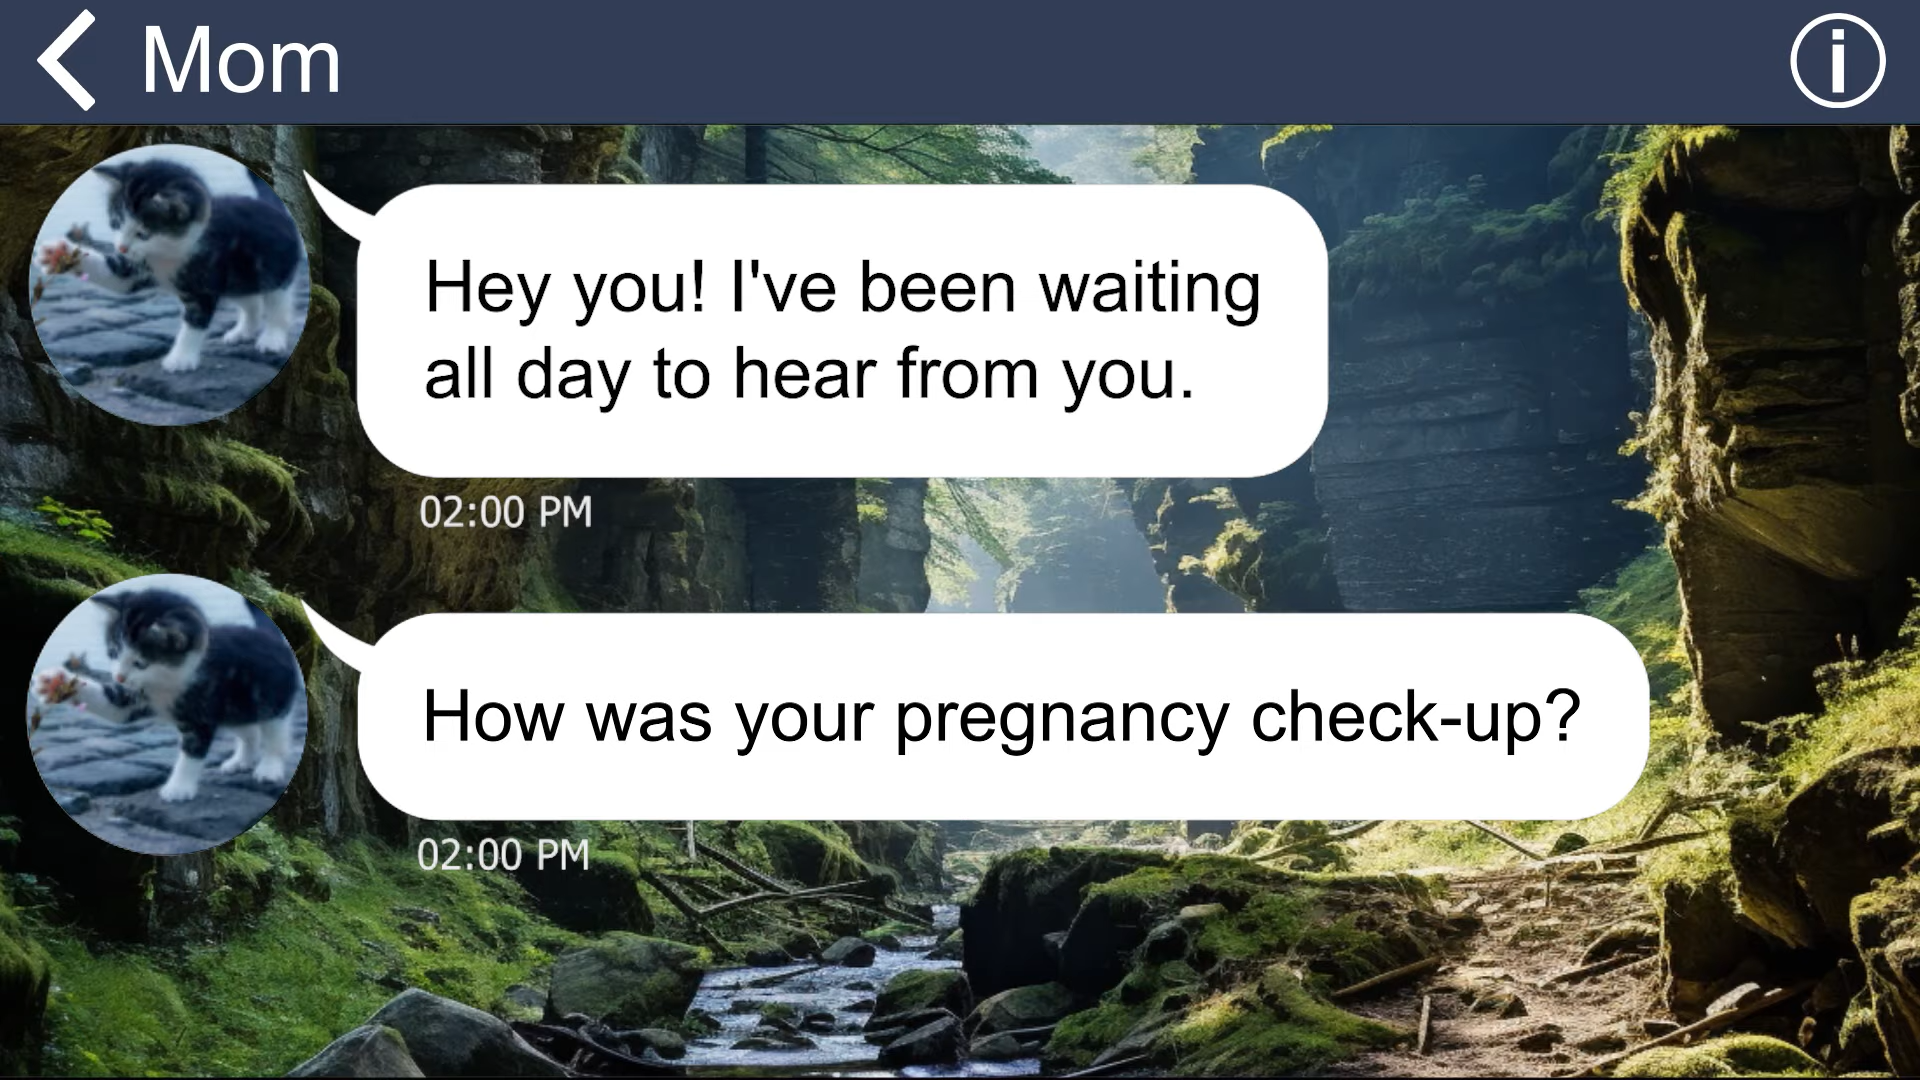 Mom
Hey you! I've been waiting
all day to hear from you.
02:00 PM
How was your pregnancy check-up?
02:00 PM